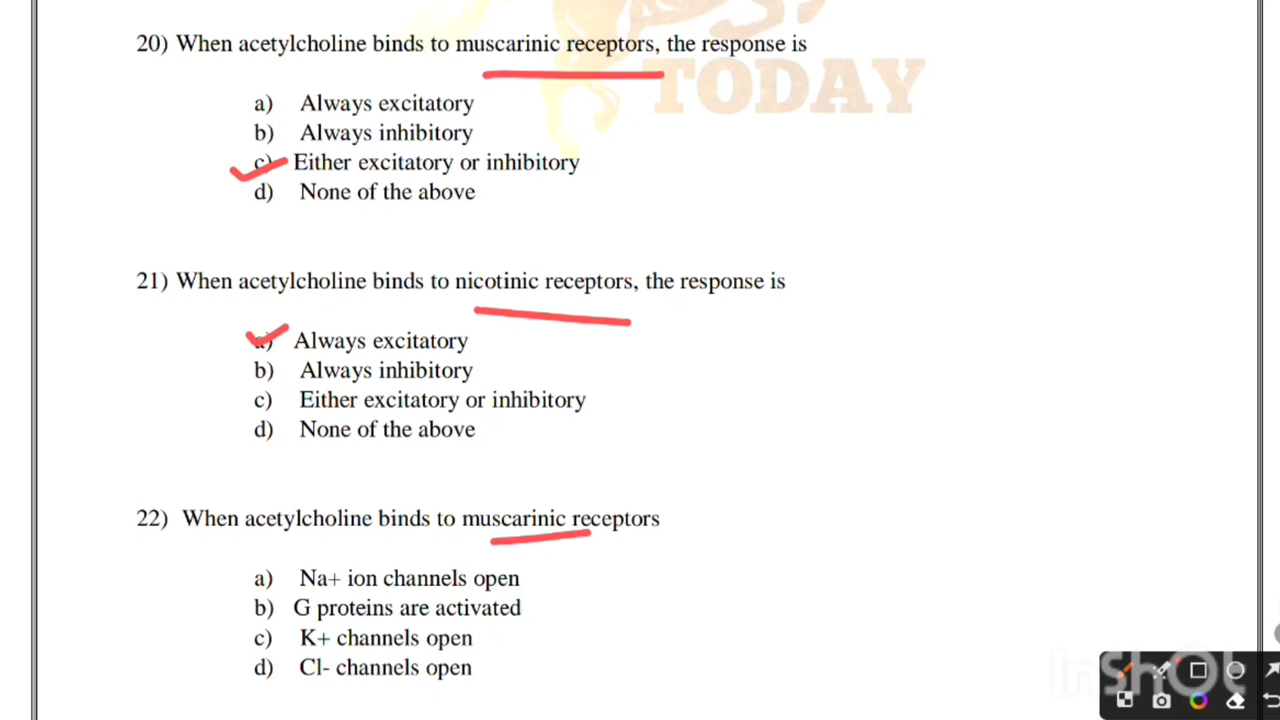 TODAY
20) When acetylcholine binds to muscarinic receptors, the response is
a) Always excitatory
b) Always inhibitory
c) Either excitatory or inhibitory
d) None of the above
21) When acetylcholine binds to nicotinic receptors, the response is
a) Always excitatory
b) Always inhibitory
c) Either excitatory or inhibitory
d) None of the above
22) When acetylcholine binds to muscarinic receptors
a) Na+ ion channels open
b) G proteins are activated
c) K+ channels open
d) Cl- channels open
InShOt